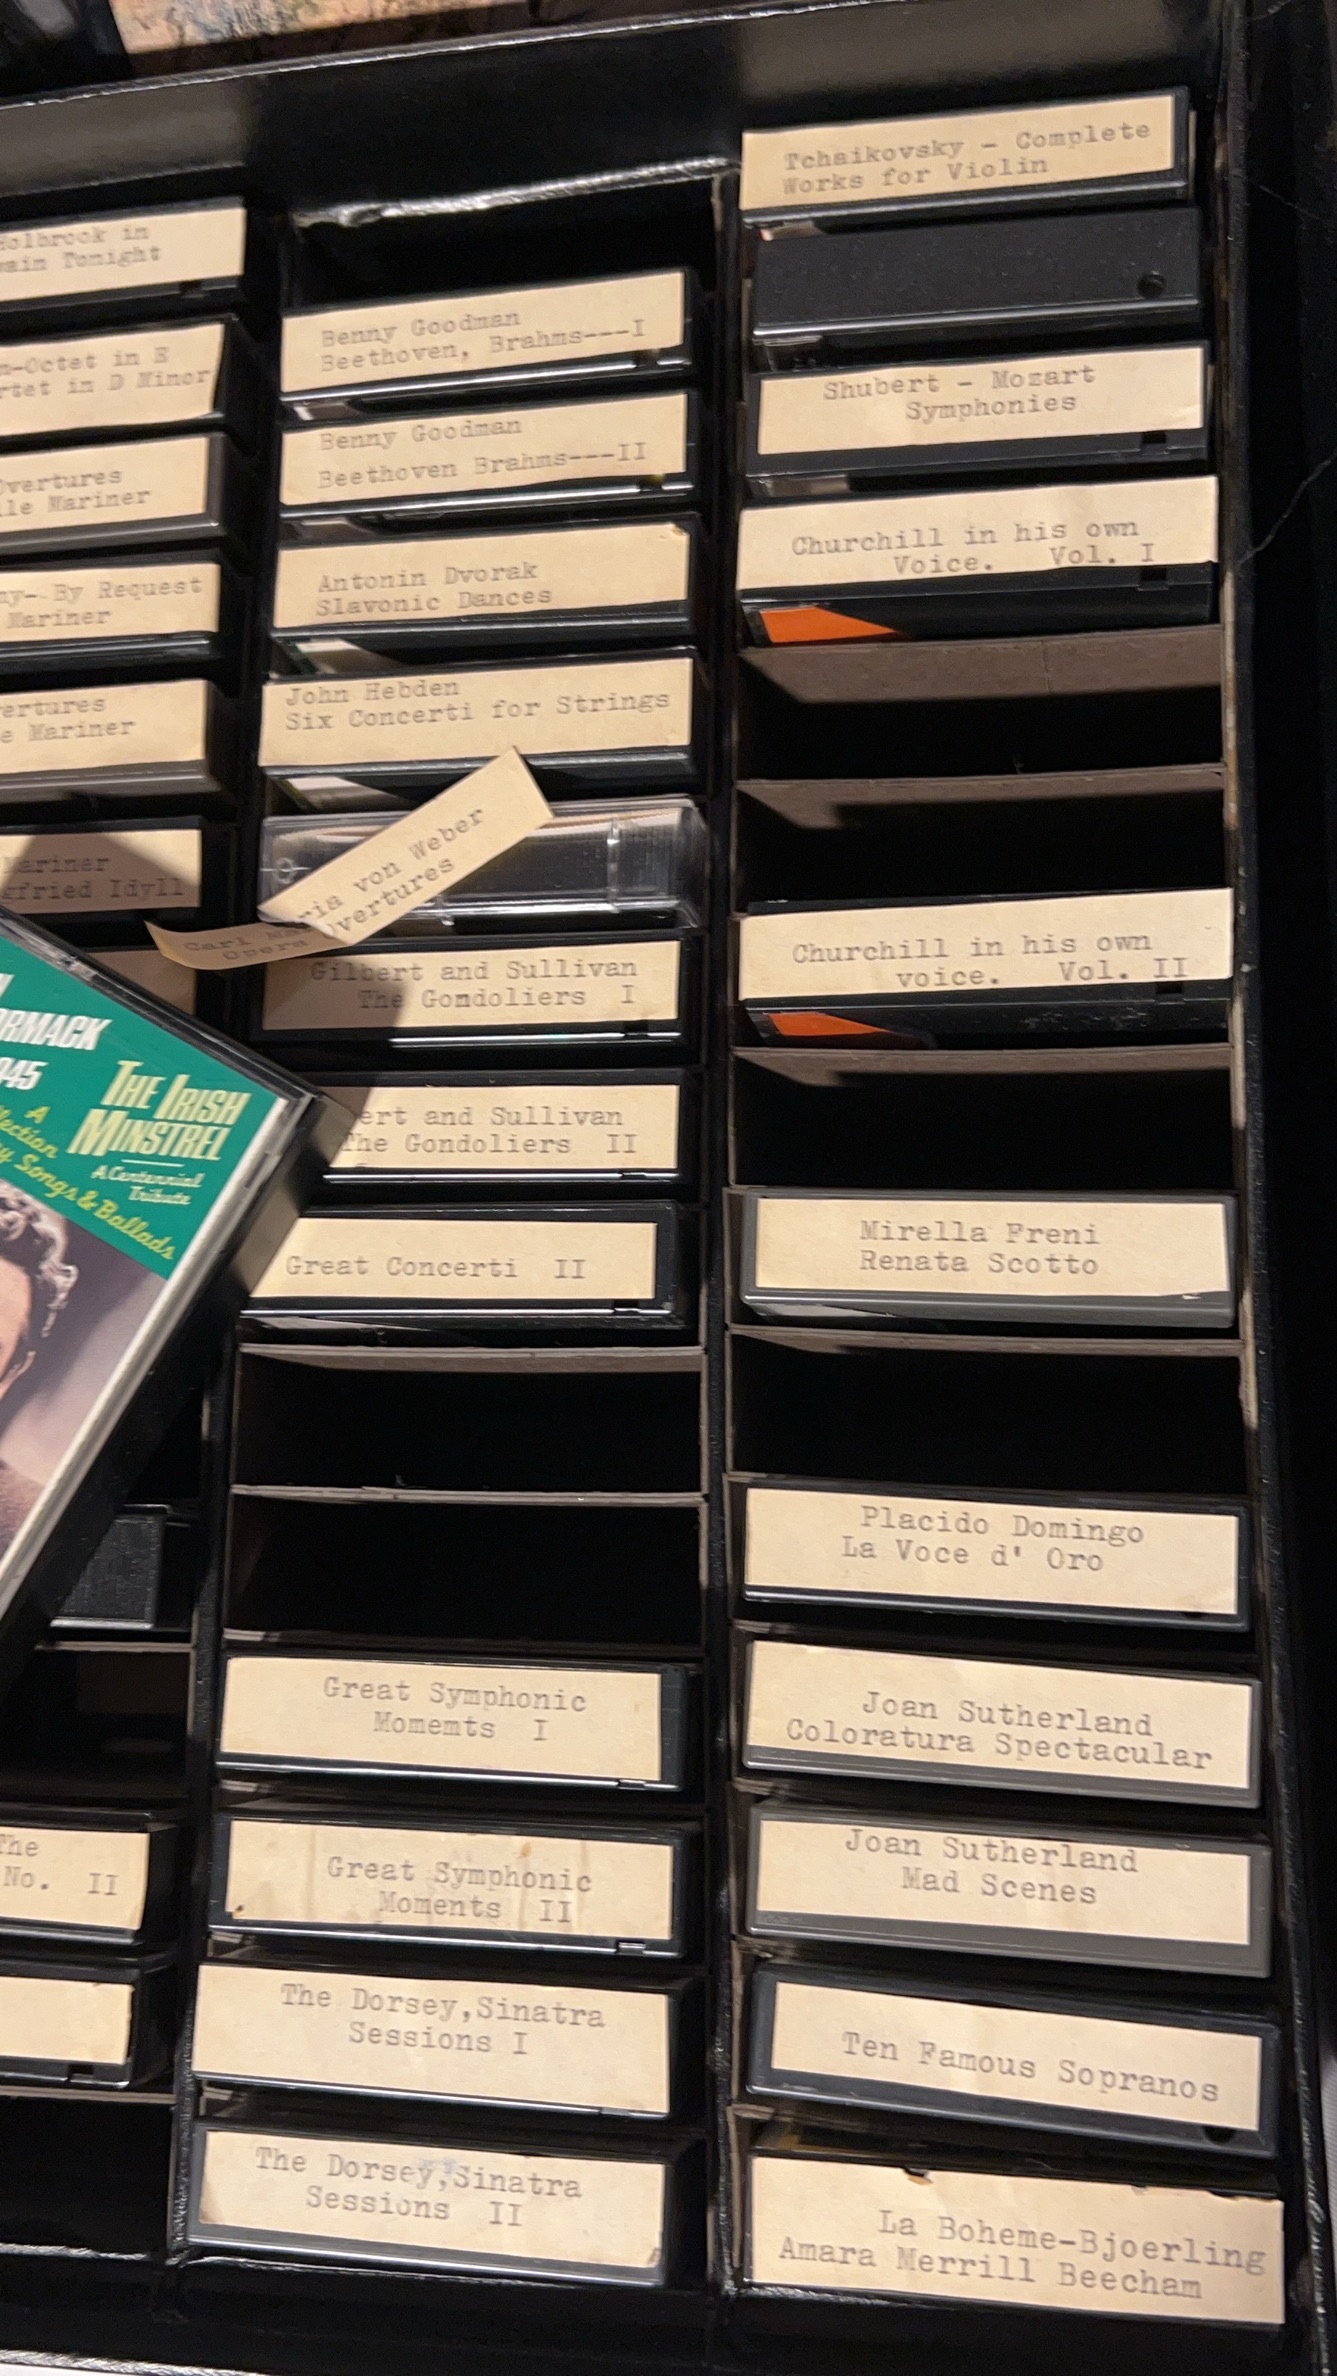 Holbrook in
Tonight
Octet in E
in D Minor
Overtures
Mariner
By Request
Mariner
Mariner
Mariner
Idyll
THE IRISH
MINSTREL
A Centennial
Tribute
A
Songs & Ballads
The
No. II
Benny Goodman
Beethoven, Brahms---I
Benny Goodman
Beethoven Brahms---II
Antonin Dvorak
Slavonic Dances
John Hebden
Six Concerti for Strings
Carl Maria von Weber
Opera Overtures
Gilbert and Sullivan
The Gondoliers I
ert and Sullivan
The Gondoliers II
Great Concerti II
Great Symphonic
Momemts I
Great Symphonic
Moments II
The Dorsey,Sinatra
Sessions I
The Dorsey,Sinatra
Sessions II
Tchaikovsky - Complete
Works for Violin
Shubert - Mozart
Symphonies
Churchill in his own
Voice. Vol. I
Churchill in his own
voice. Vol. II
Mirella Freni
Renata Scotto
Placido Domingo
La Voce d' Oro
Joan Sutherland
Coloratura Spectacular
Joan Sutherland
Mad Scenes
Ten Famous Sopranos
La Boheme-Bjoerling
Amara Merrill Beecham